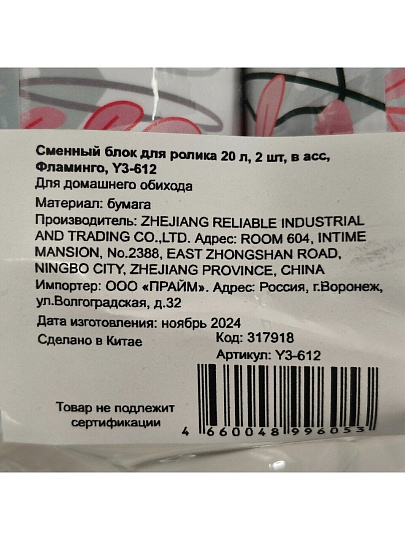 Сменный блок для ролика 20 л, 2 шт, в асс,
Фламинго, Y3-612
Для домашнего обихода
Материал: бумага
Производитель: ZHEJIANG RELIABLE INDUSTRIAL
AND TRADING CO.,LTD. Адрес: ROOM 604, INTIME
MANSION, No.2388, EAST ZHONGSHAN ROAD,
NINGBO CITY, ZHEJIANG PROVINCE, CHINA
Импортер: ООО «ПРАЙМ». Адрес: Россия, г.Воронеж,
ул.Волгоградская, д.32
Дата изготовления: ноябрь 2024
Сделано в Китае
Код: 317918
Артикул: Y3-612
Товар не подлежит
сертификации
4 660048 996053